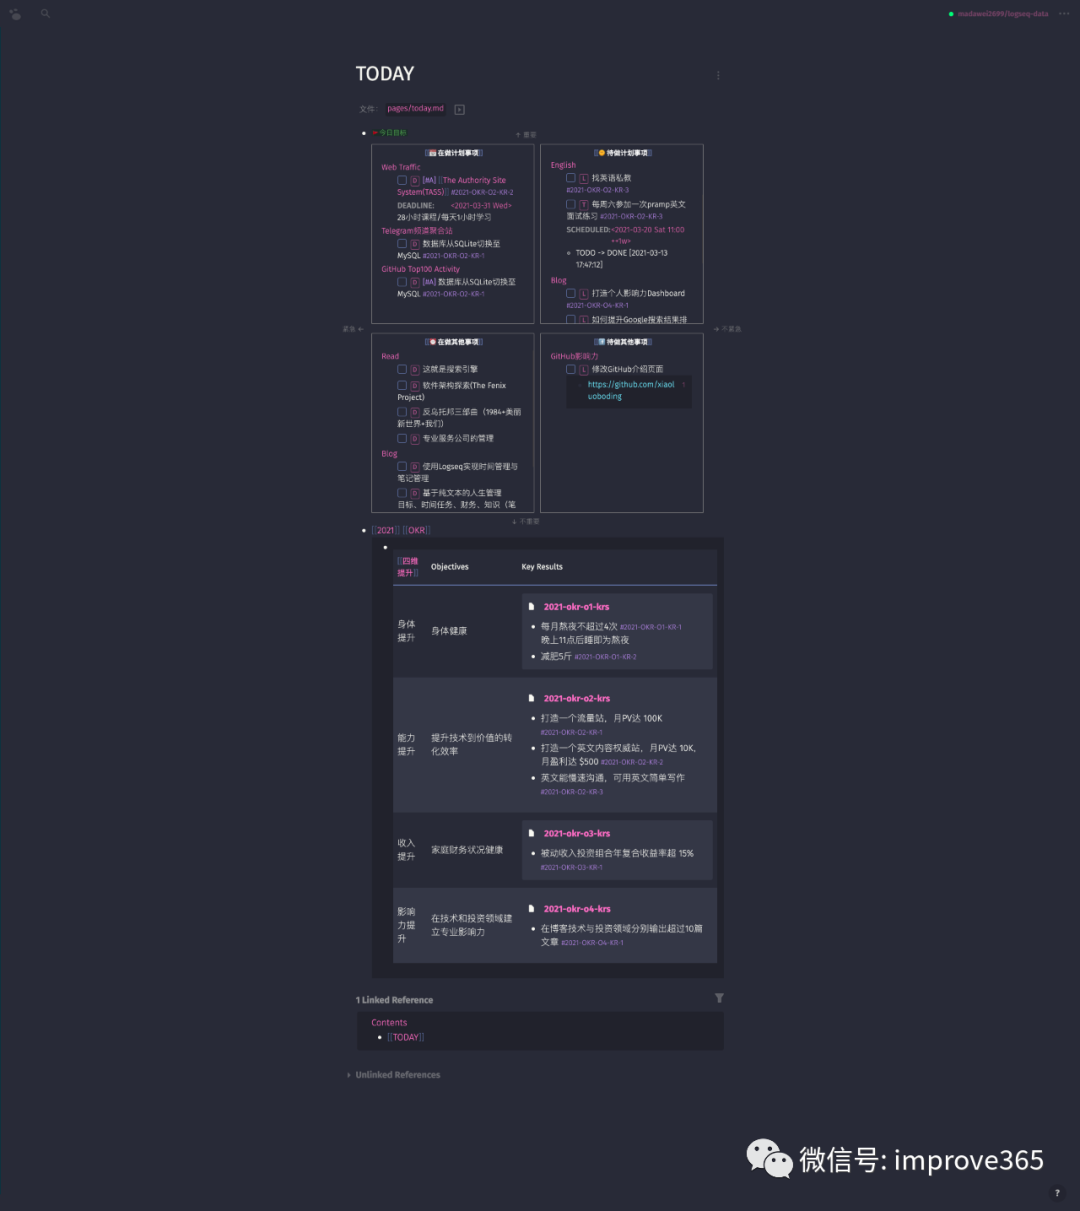 madawei2699/logseq-data
TODAY
文件:
pages/today.md
今日目标
↑ 重要
[[📅 在做计划事项]]
Web Traffic
D [#A] [[The Authority Site
System(TASS)]] #2021-OKR-O2-KR-2
DEADLINE: <2021-03-31 Wed>
28小时课程/每天1小时学习
Telegram频道聚合站
D 数据库从SQLite切换至
MySQL #2021-OKR-O2-KR-1
GitHub Top100 Activity
D [#A] 数据库从SQLite切换至
MySQL #2021-OKR-O2-KR-1
[[待做计划事项]]
English
L 找英语私教
#2021-OKR-O2-KR-3
T 每周六参加一次pramp英文
面试练习 #2021-OKR-O2-KR-3
SCHEDULED:<2021-03-20 Sat 11:00
++1w>
TODO -> DONE [2021-03-13
17:47:12]
Blog
L 打造个人影响力Dashboard
#2021-OKR-O4-KR-1
L 如何提升Google搜索结果排
紧急 ←
→ 不紧急
[[在做其他事项]]
Read
D 这就是搜索引擎
D 软件架构探索(The Fenix
Project)
D 反乌托邦三部曲（1984+美丽
新世界+我们）
D 专业服务公司的管理
Blog
D 使用Logseq实现时间管理与
笔记管理
D 基于纯文本的人生管理
目标、时间任务、财务、知识（笔
[[待做其他事项]]
GitHub影响力
L 修改GitHub介绍页面
https://github.com/xiaol
uoboding
↓ 不重要
[[2021]] [[OKR]]
[[四维
提升]]
Objectives
Key Results
身体
提升
身体健康
2021-okr-o1-krs
每月熬夜不超过4次 #2021-OKR-O1-KR-1
晚上11点后睡即为熬夜
减肥5斤 #2021-OKR-O1-KR-2
能力
提升
提升技术到价值的转
化效率
2021-okr-o2-krs
打造一个流量站，月PV达 100K
#2021-OKR-O2-KR-1
打造一个英文内容权威站，月PV达 10K,
月盈利达 $500 #2021-OKR-O2-KR-2
英文能慢速沟通，可用英文简单写作
#2021-OKR-O2-KR-3
收入
提升
家庭财务状况健康
2021-okr-o3-krs
被动收入投资组合年复合收益率超 15%
#2021-OKR-O3-KR-1
影响
力提
升
在技术和投资领域建
立专业影响力
2021-okr-o4-krs
在博客技术与投资领域分别输出超过10篇
文章 #2021-OKR-O4-KR-1
1 Linked Reference
Contents
[[TODAY]]
Unlinked References
微信号: improve365
?